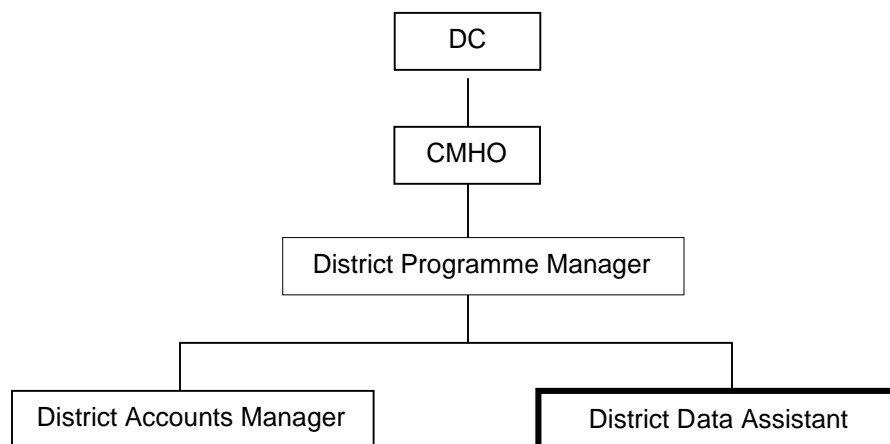 DC
CMHO
District Programme Manager
District Accounts Manager
District Data Assistant